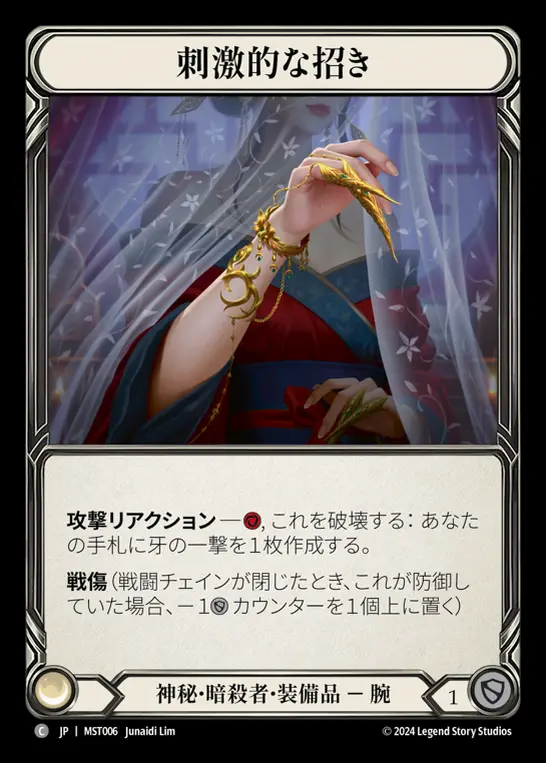 刺激的な招き
攻撃リアクション ー , これを破壊する: あなた
の手札に牙の一撃を1枚作成する。
戦傷(戦闘チェインが閉じたとき、これが防御し
ていた場合、－1 カウンターを1個上に置く)
神秘・暗殺者・装備品 － 腕
1
C JP | MST006 Junaidi Lim
© 2024 Legend Story Studios